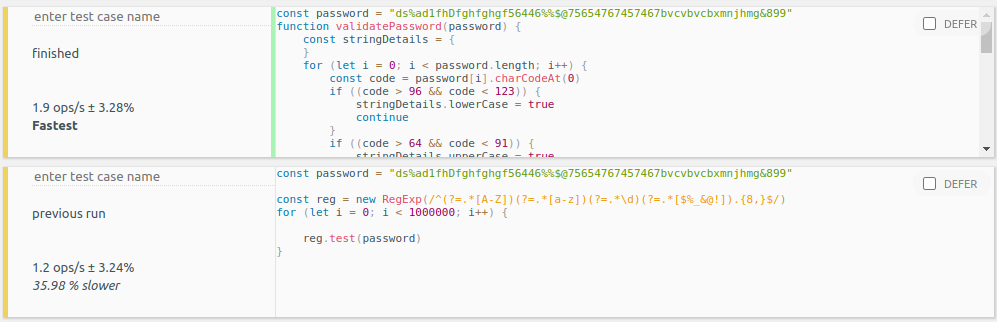 enter test case name
finished
1.9 ops/s ± 3.28%
Fastest
const password = "ds%ad1fhDfghfghgf56446%%$@75654767457467bvcvbvcbxmnjhmg&899"
function validatePassword(password) {
    const stringDetails = {
    }
    for (let i = 0; i < password.length; i++) {
        const code = password[i].charCodeAt(0)
        if ((code > 96 && code < 123)) {
            stringDetails.lowerCase = true
            continue
        }
        if ((code > 64 && code < 91)) {
            stringDetails.upperCase = true
DEFER
enter test case name
previous run
1.2 ops/s ± 3.24%
35.98 % slower
const password = "ds%ad1fhDfghfghgf56446%%$@75654767457467bvcvbvcbxmnjhmg&899"
const reg = new RegExp(/^(?=.*[A-Z])(?=.*[a-z])(?=.*\d)(?=.*[$%_&@!]).{8,}$/)
for (let i = 0; i < 1000000; i++) {
    reg.test(password)
}
DEFER